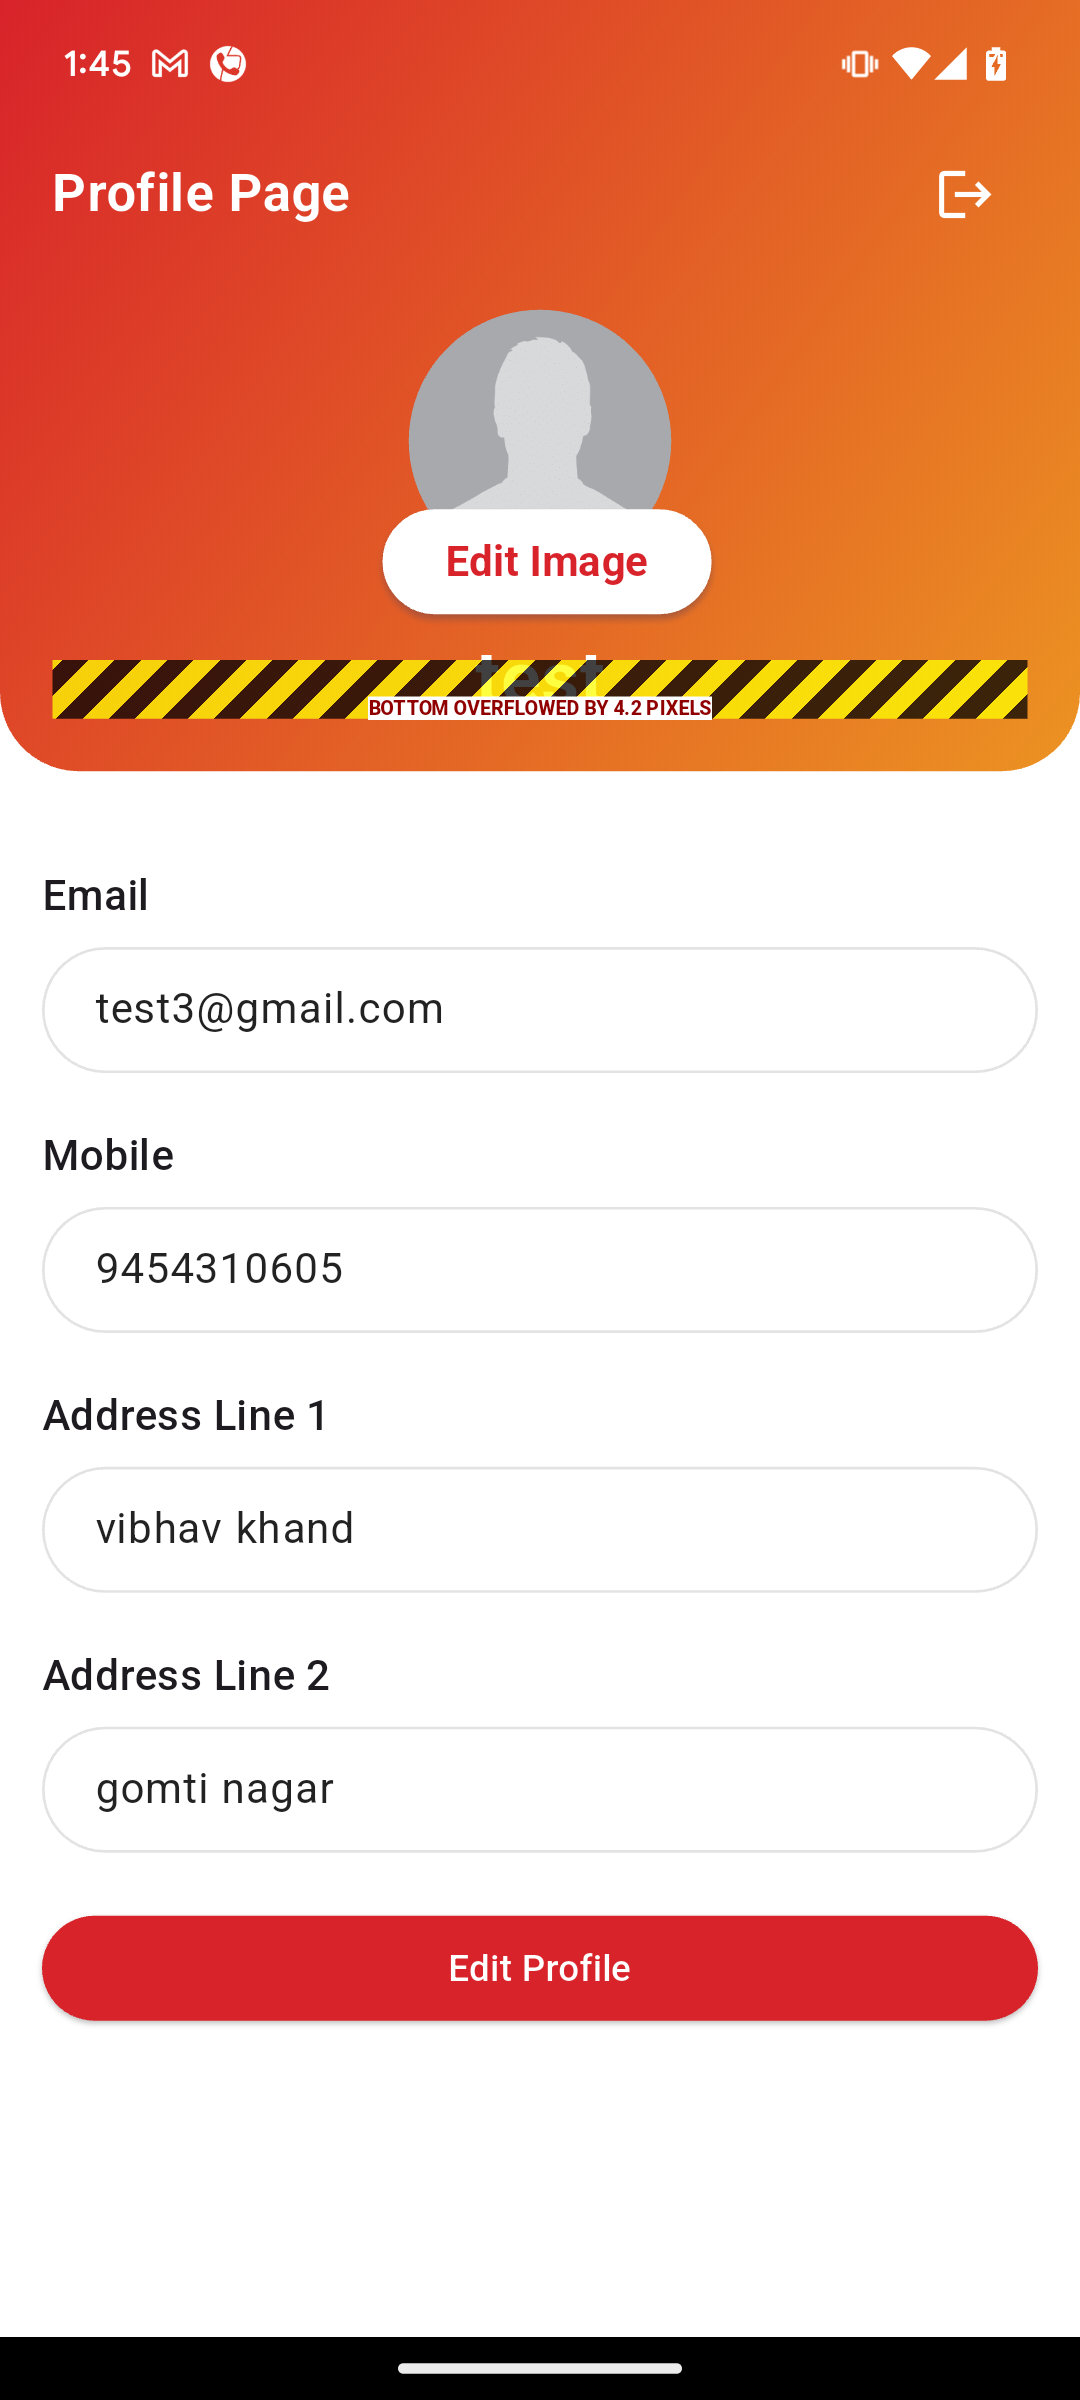 1:45
Profile Page
Edit Image
test
BOTTOM OVERFLOWED BY 4.2 PIXELS
Email
test3@gmail.com
Mobile
9454310605
Address Line 1
vibhav khand
Address Line 2
gomti nagar
Edit Profile